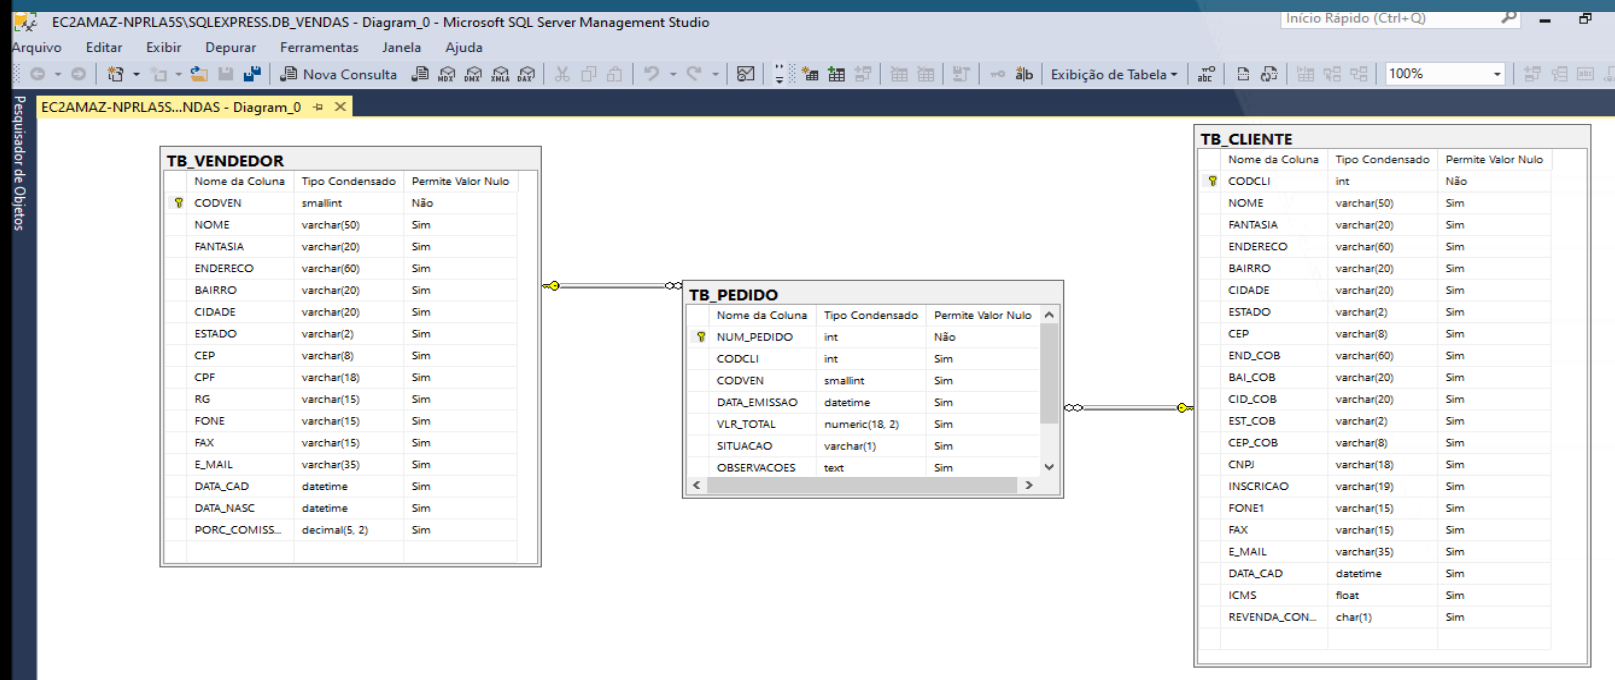 EC2AMAZ-NPRLA5S\SQLEXPRESS.DB_VENDAS - Diagram_0 - Microsoft SQL Server Management Studio
Início Rápido (Ctrl+Q)
Arquivo Editar Exibir Depurar Ferramentas Janela Ajuda
Nova Consulta MDX DMX XMLA DAX Exibição de Tabela abc 100%
EC2AMAZ-NPRLA5S...NDAS - Diagram_0
Pesquisador de Objetos
TB_VENDEDOR
Nome da Coluna Tipo Condensado Permite Valor Nulo
CODVEN smallint Não
NOME varchar(50) Sim
FANTASIA varchar(20) Sim
ENDERECO varchar(60) Sim
BAIRRO varchar(20) Sim
CIDADE varchar(20) Sim
ESTADO varchar(2) Sim
CEP varchar(8) Sim
CPF varchar(18) Sim
RG varchar(15) Sim
FONE varchar(15) Sim
FAX varchar(15) Sim
E_MAIL varchar(35) Sim
DATA_CAD datetime Sim
DATA_NASC datetime Sim
PORC_COMISS... decimal(5, 2) Sim
TB_PEDIDO
Nome da Coluna Tipo Condensado Permite Valor Nulo
NUM_PEDIDO int Não
CODCLI int Sim
CODVEN smallint Sim
DATA_EMISSAO datetime Sim
VLR_TOTAL numeric(18, 2) Sim
SITUACAO varchar(1) Sim
OBSERVACOES text Sim
TB_CLIENTE
Nome da Coluna Tipo Condensado Permite Valor Nulo
CODCLI int Não
NOME varchar(50) Sim
FANTASIA varchar(20) Sim
ENDERECO varchar(60) Sim
BAIRRO varchar(20) Sim
CIDADE varchar(20) Sim
ESTADO varchar(2) Sim
CEP varchar(8) Sim
END_COB varchar(60) Sim
BAI_COB varchar(20) Sim
CID_COB varchar(20) Sim
EST_COB varchar(2) Sim
CEP_COB varchar(8) Sim
CNPJ varchar(18) Sim
INSCRICAO varchar(19) Sim
FONE1 varchar(15) Sim
FAX varchar(15) Sim
E_MAIL varchar(35) Sim
DATA_CAD datetime Sim
ICMS float Sim
REVENDA_CON... char(1) Sim